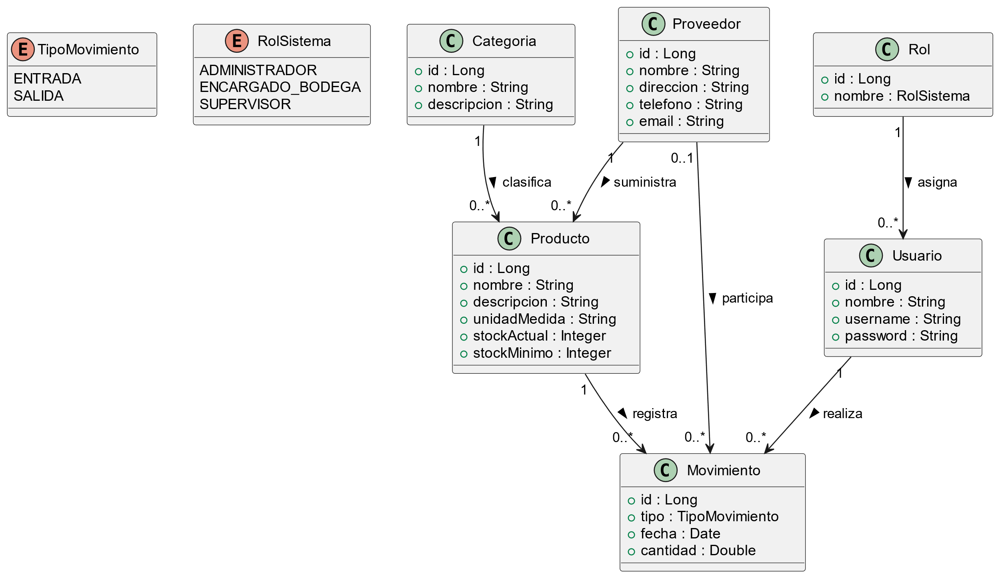 E TipoMovimiento
ENTRADA
SALIDA
E RolSistema
ADMINISTRADOR
ENCARGADO_BODEGA
SUPERVISOR
C Categoria
id : Long
nombre : String
descripcion : String
C Proveedor
id : Long
nombre : String
direccion : String
telefono : String
email : String
C Rol
id : Long
nombre : RolSistema
1
clasifica
0..*
1
suministra
0..*
0..1
participa
0..*
1
asigna
0..*
C Producto
id : Long
nombre : String
descripcion : String
unidadMedida : String
stockActual : Integer
stockMinimo : Integer
C Usuario
id : Long
nombre : String
username : String
password : String
1
registra
0..*
1
realiza
0..*
C Movimiento
id : Long
tipo : TipoMovimiento
fecha : Date
cantidad : Double